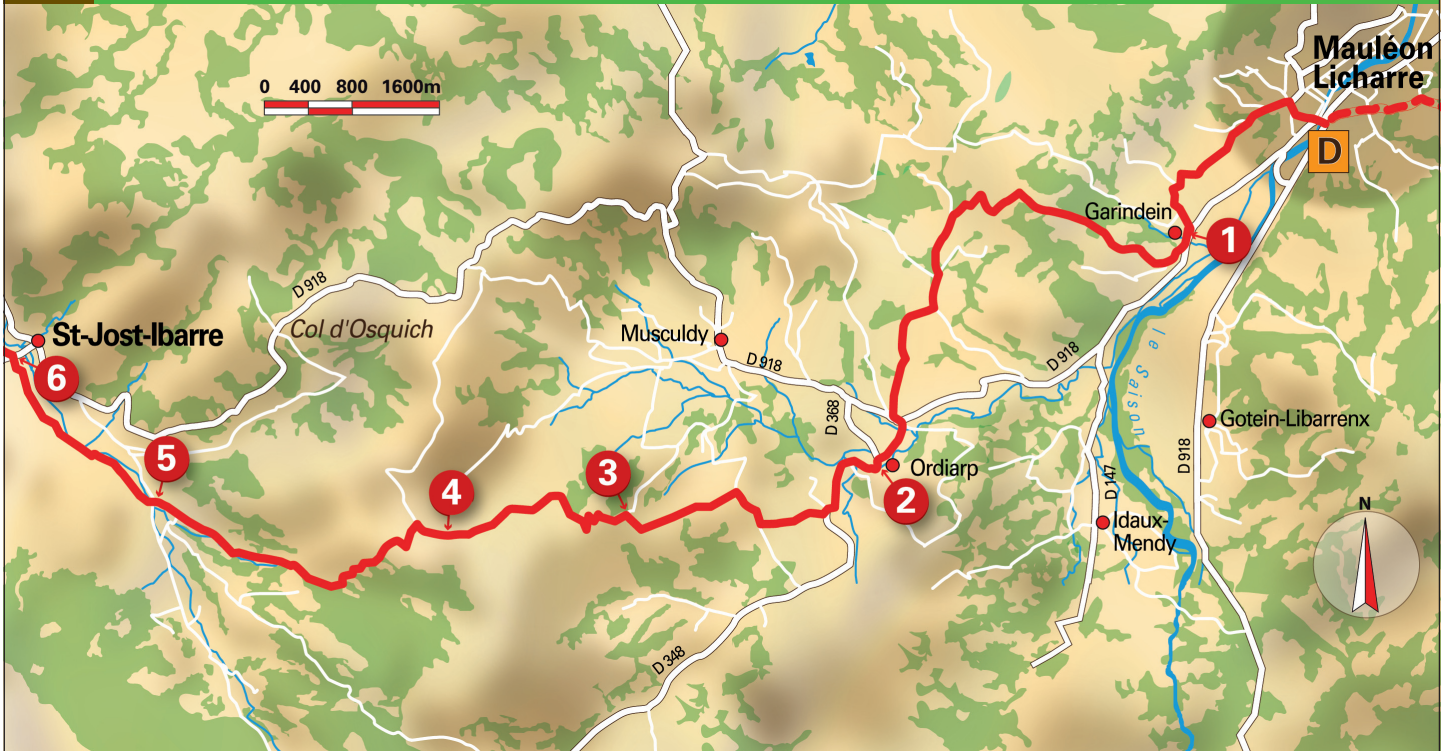 0 400 800 1600m
Mauléon
Licharre
D
Garindein
1
D 918
Col d'Osquich
St-Jost-Ibarre
6
Musculdy
D 918
D 918
le Saison
D 368
Gotein-Libarrenx
5
3
4
Ordiarp
2
D 147
D 918
Idaux-
Mendy
N
D 348